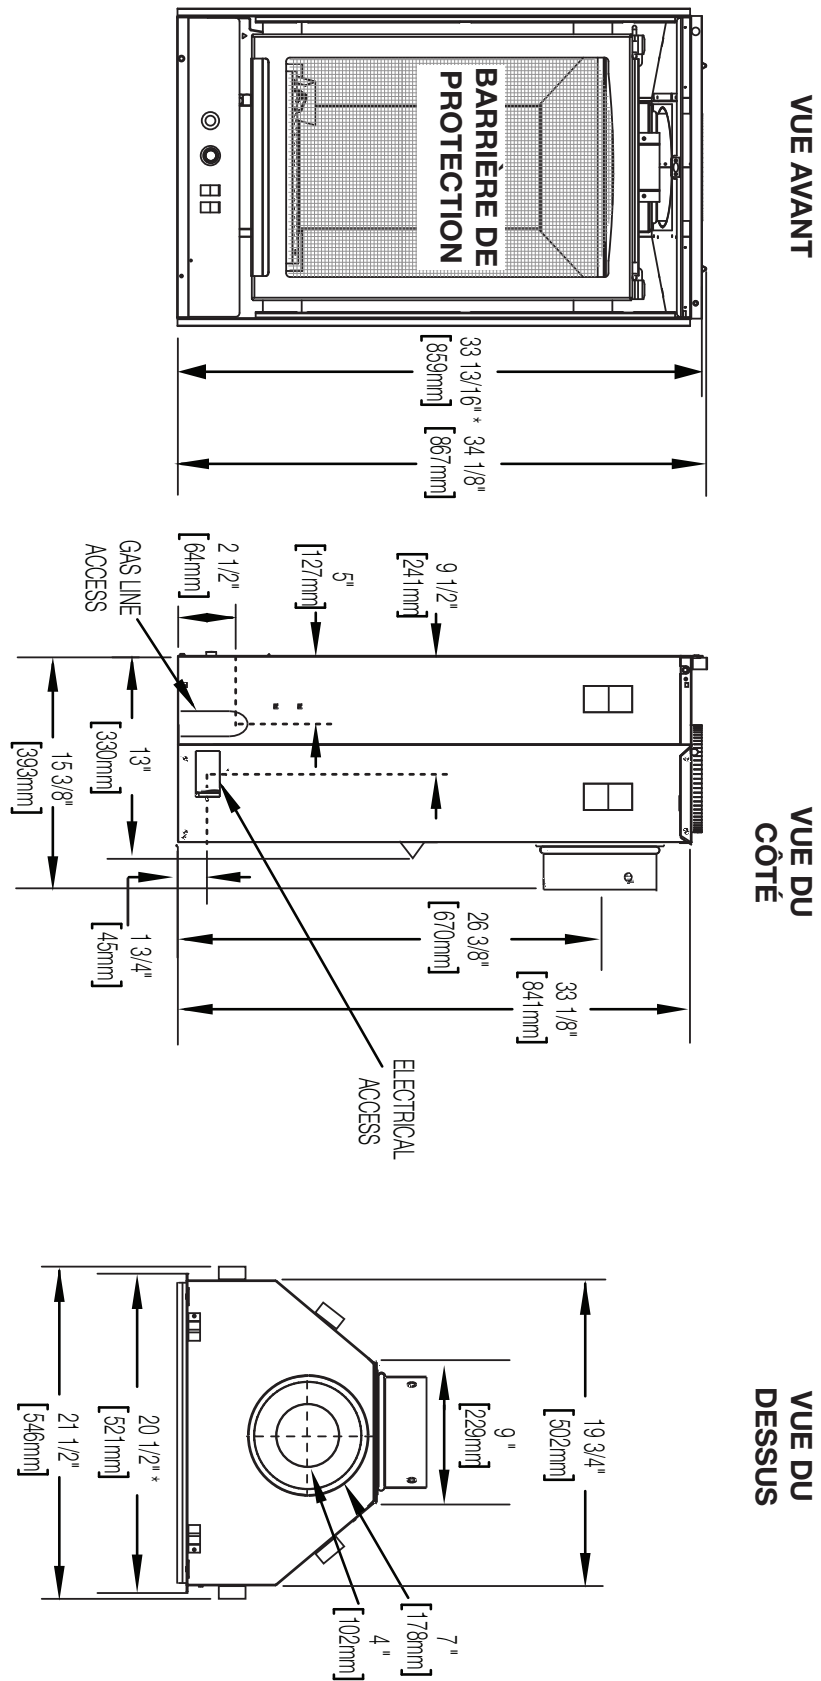 VUE AVANT
BARRIÈRE DE
PROTECTION
33 13/16" *
[859mm]
34 1/8"
[867mm]
VUE DU
CÔTÉ
9 1/2"
[241mm]
5"
[127mm]
2 1/2"
[64mm]
GAS LINE
ACCESS
13"
[330mm]
15 3/8"
[393mm]
1 3/4"
[45mm]
26 3/8"
[670mm]
33 1/8"
[841mm]
ELECTRICAL
ACCESS
VUE DU
DESSUS
19 3/4"
[502mm]
9 "
[229mm]
20 1/2" *
[521mm]
21 1/2"
[546mm]
7 "
[178mm]
4 "
[102mm]